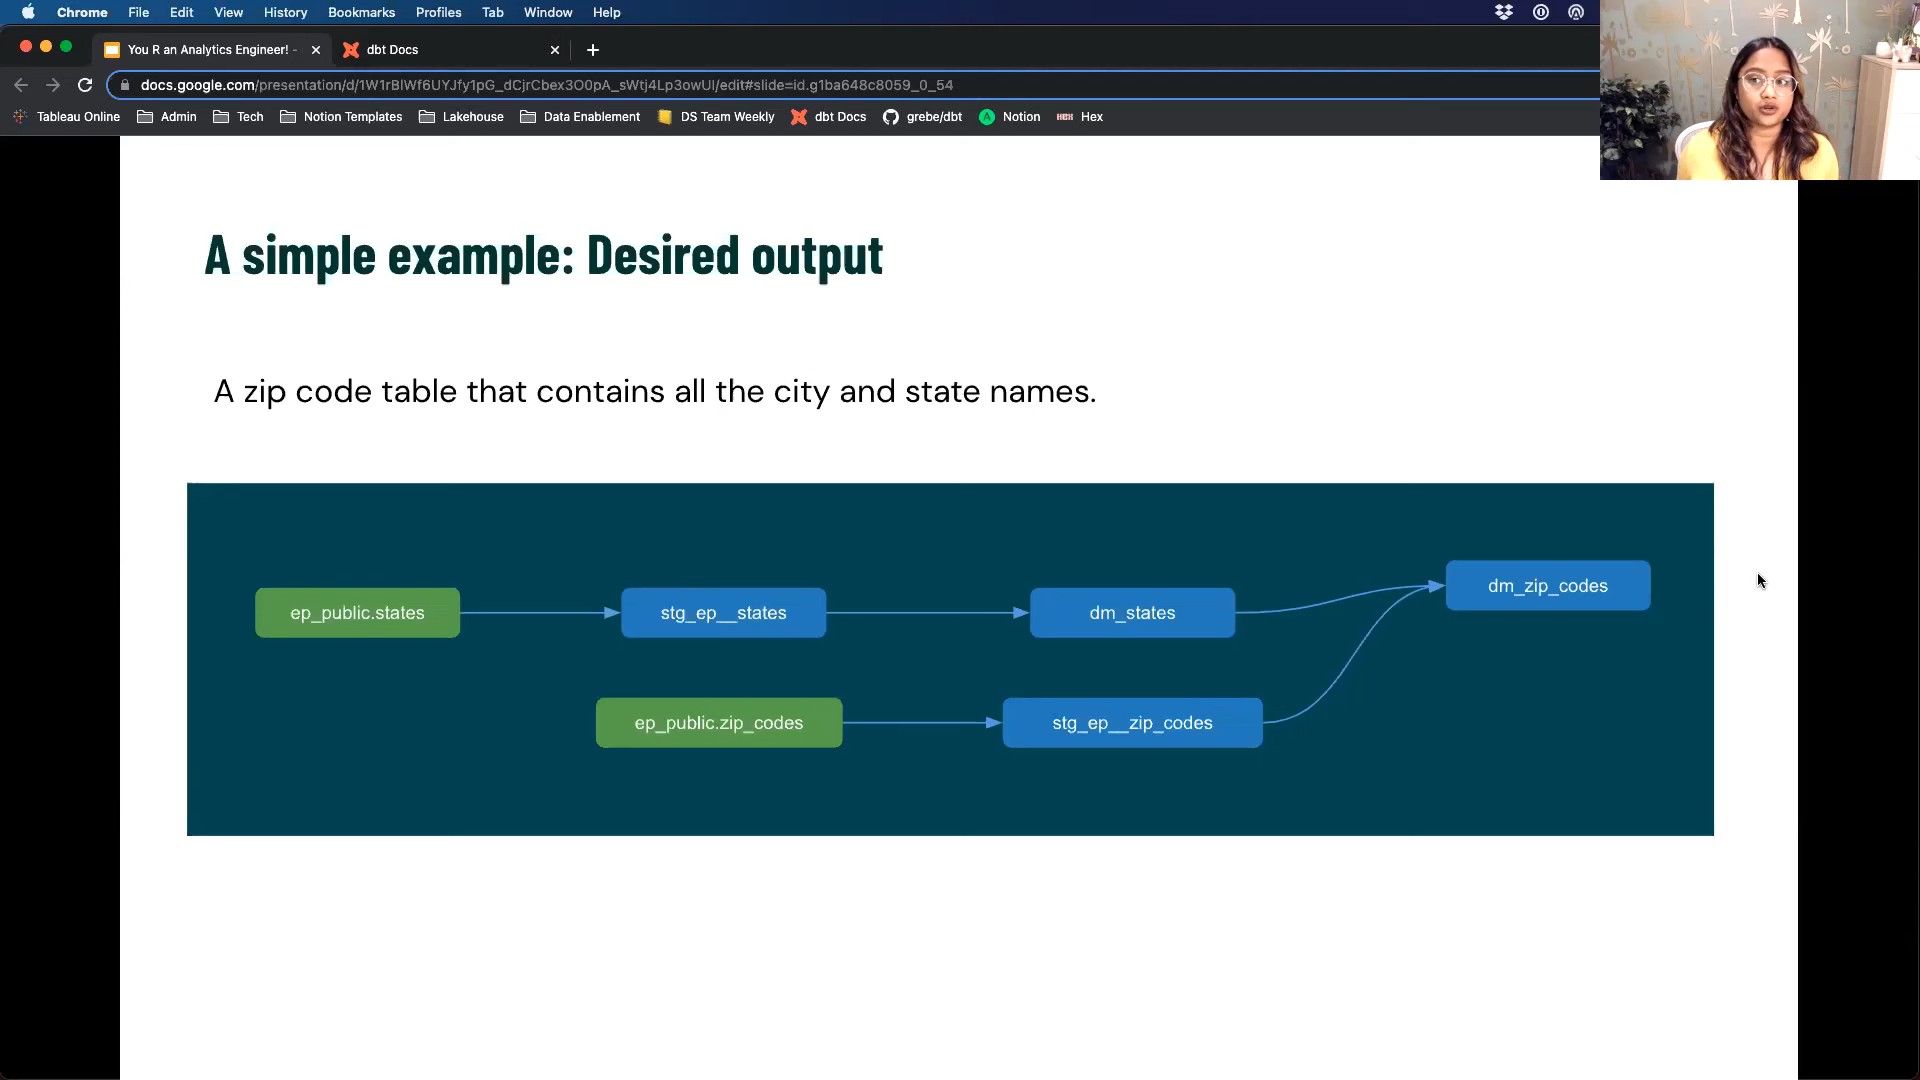 Chrome File Edit View History Bookmarks Profiles Tab Window Help
You R an Analytics Engineer! - dbt Docs
docs.google.com/presentation/d/1W1rBlWf6UYJfy1pG_dCjrCbex3O0pA_sWtj4Lp3owUI/edit#slide=id.g1ba648c8059_0_54
Tableau Online Admin Tech Notion Templates Lakehouse Data Enablement DS Team Weekly dbt Docs grebe/dbt Notion HEX Hex
A simple example: Desired output
A zip code table that contains all the city and state names.
dm_zip_codes
ep_public.states stg_ep__states dm_states
ep_public.zip_codes stg_ep__zip_codes